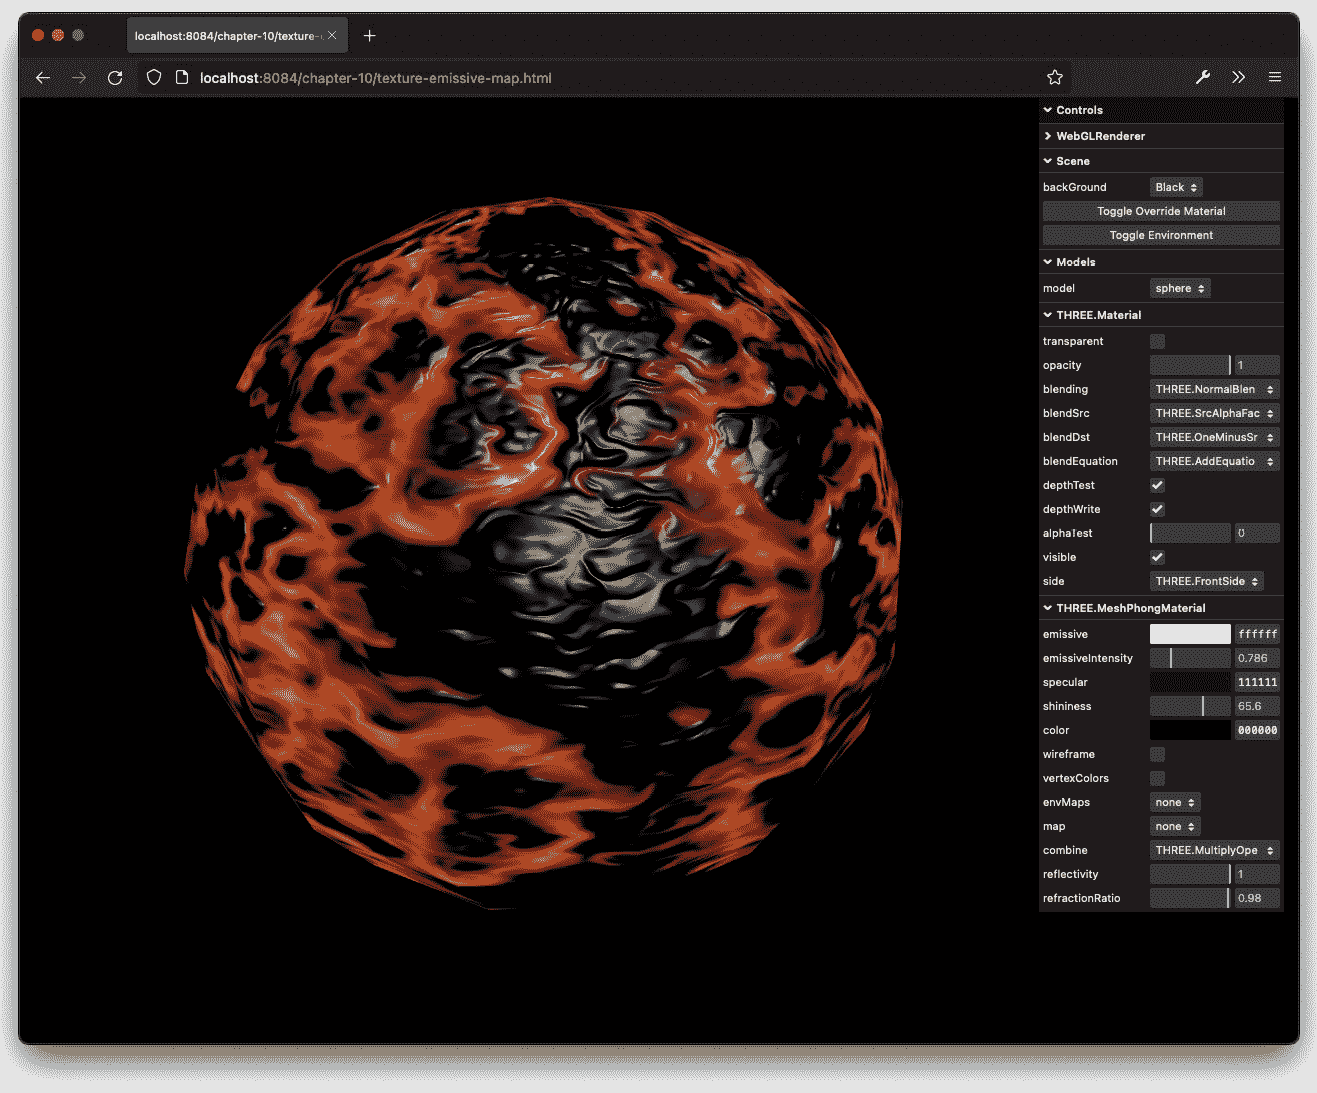 localhost:8084/chapter-10/texture-
localhost:8084/chapter-10/texture-emissive-map.html
Controls
WebGLRenderer
Scene
backGround Black
Toggle Override Material
Toggle Environment
Models
model sphere
THREE.Material
transparent
opacity 1
blending THREE.NormalBlen
blendSrc THREE.SrcAlphaFac
blendDst THREE.OneMinusSr
blendEquation THREE.AddEquatio
depthTest
depthWrite
alphaTest 0
visible
side THREE.FrontSide
THREE.MeshPhongMaterial
emissive ffffff
emissiveIntensity 0.786
specular 111111
shininess 65.6
color 000000
wireframe
vertexColors
envMaps none
map none
combine THREE.MultiplyOpe
reflectivity 1
refractionRatio 0.98